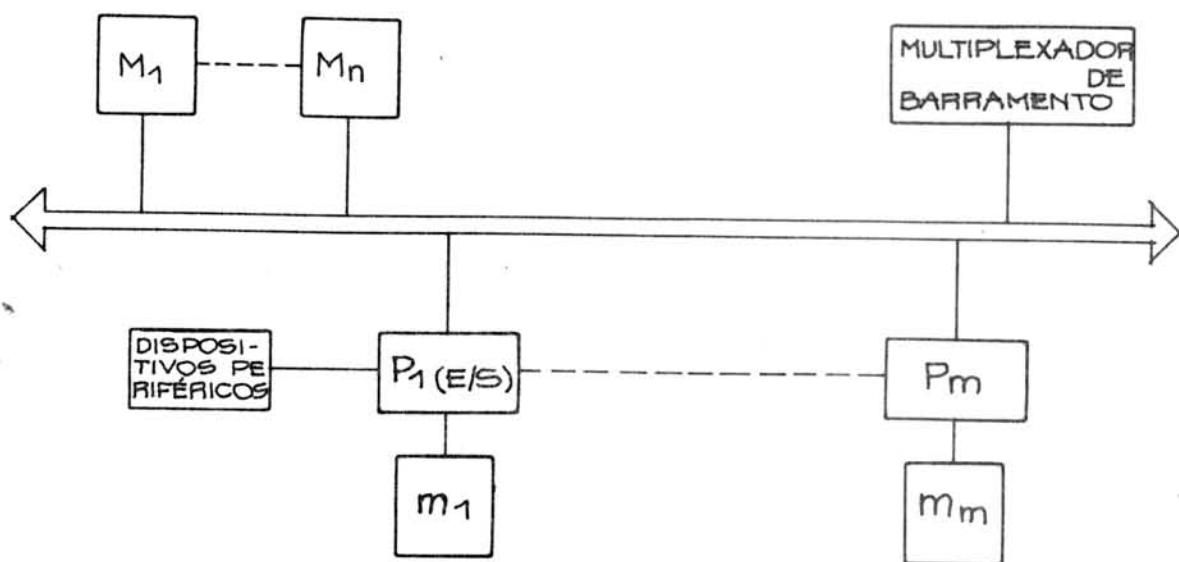 M1
Mn
MULTIPLEXADOR
DE
BARRAMENTO
DISPOSI-
TIVOS PE
RIFÉRICOS
P1 (E/S)
Pm
m1
mm